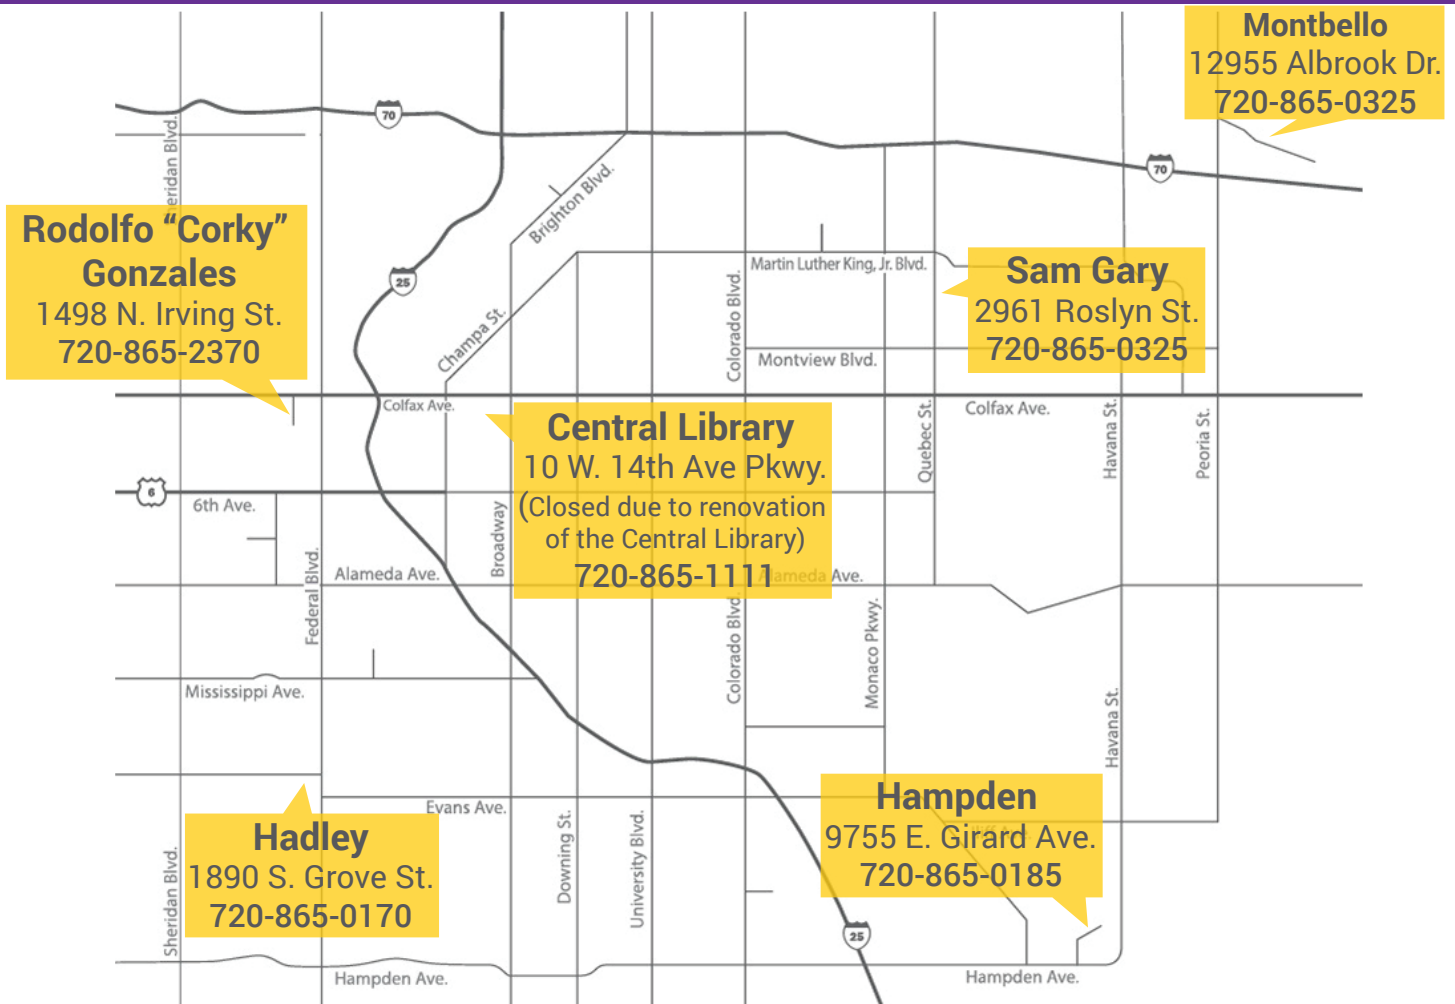 Montbello
12955 Albrook Dr.
720-865-0325
70
Sheridan Blvd.
70
Brighton Blvd.
Rodolfo “Corky”
Gonzales
1498 N. Irving St.
720-865-2370
25
Martin Luther King, Jr. Blvd.
Sam Gary
2961 Roslyn St.
720-865-0325
Champa St.
Colorado Blvd.
Montview Blvd.
Colfax Ave.
Colfax Ave.
Quebec St.
Havana St.
Peoria St.
Central Library
10 W. 14th Ave Pkwy.
(Closed due to renovation
of the Central Library)
720-865-1111
6
6th Ave.
Broadway
Federal Blvd.
Alameda Ave.
Alameda Ave.
Colorado Blvd.
Monaco Pkwy.
Mississippi Ave.
Havana St.
Evans Ave.
Hampden
9755 E. Girard Ave.
720-865-0185
Hadley
1890 S. Grove St.
720-865-0170
Sheridan Blvd.
Downing St.
University Blvd.
25
Hampden Ave.
Hampden Ave.